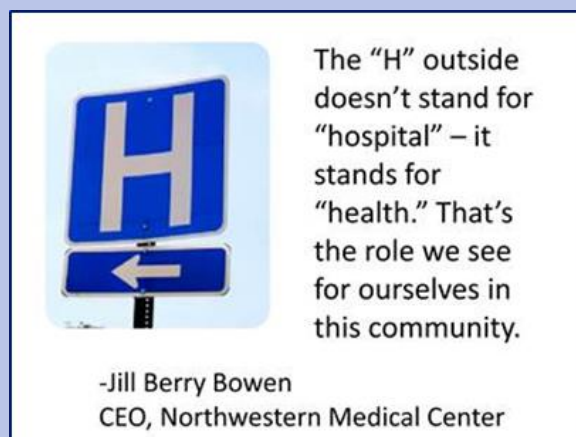 H
The “H” outside
doesn’t stand for
“hospital” – it
stands for
“health.” That’s
the role we see
for ourselves in
this community.
-Jill Berry Bowen
CEO, Northwestern Medical Center